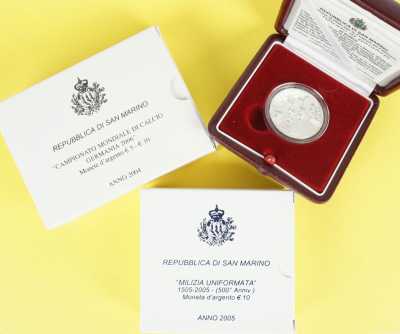 REPUBBLICA DI SAN MARINO
"CAMPIONATO MONDIALE DI CALCIO
GERMANIA 2006"
Moneta d'argento € 5 - € 10
ANNO 2004
REPUBBLICA DI SAN MARINO
"MILIZIA UNIFORMATA"
1505-2005 - (500° Anniv.)
Moneta d'argento € 10
ANNO 2005